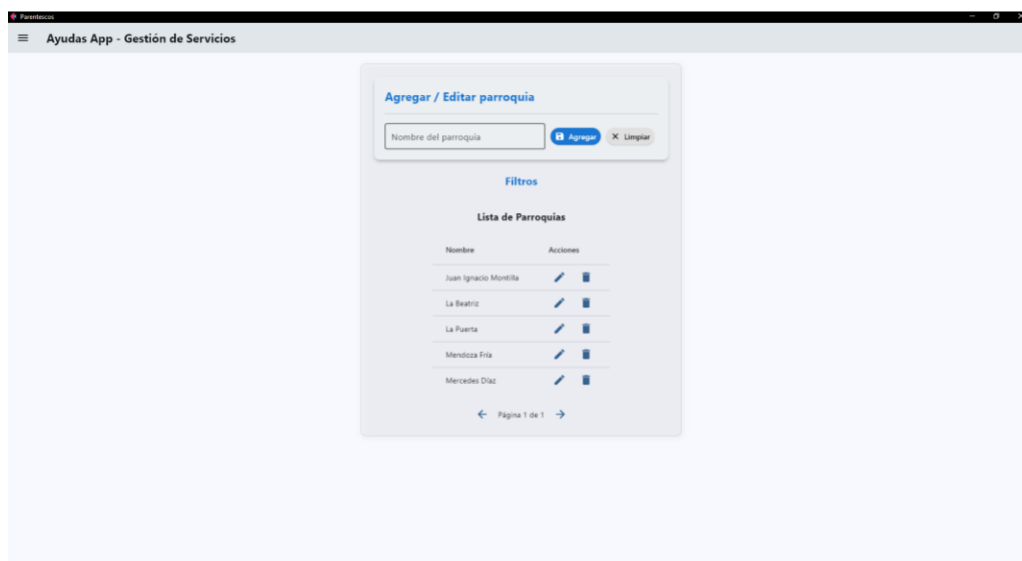 Parentescos
Ayudas App - Gestión de Servicios
Agregar / Editar parroquia
Nombre del parroquia
Agregar
Limpiar
Filtros
Lista de Parroquias
Nombre Acciones
Juan Ignacio Montilla
La Beatriz
La Puerta
Mendoza Fría
Mercedes Díaz
Página 1 de 1